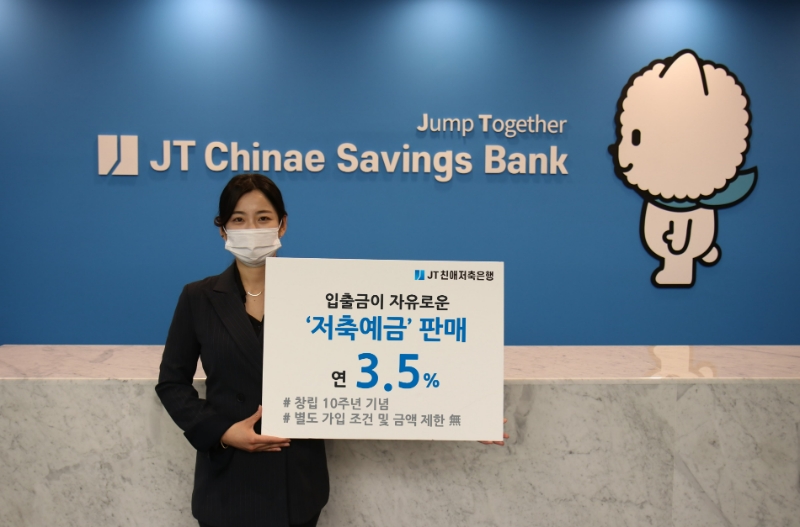 Jump Together
JT Chinae Savings Bank
JT 친애저축은행
입출금이 자유로운
‘저축예금’ 판매
연 3.5%
# 창립 10주년 기념
# 별도 가입 조건 및 금액 제한 無